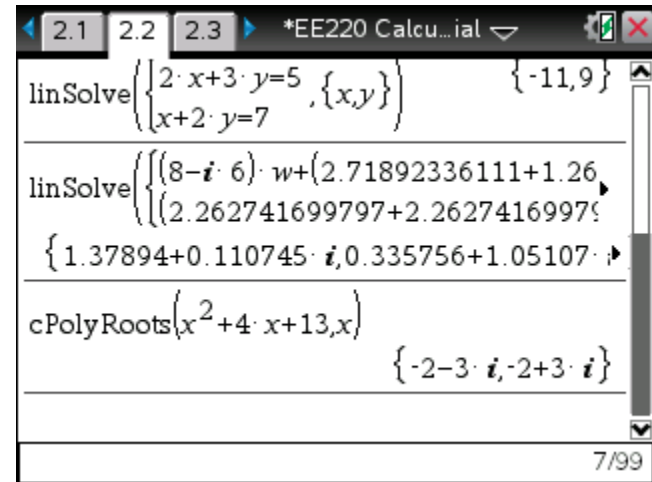 2.1 2.2 2.3 *EE220 Calcu…ial
linSolve({2·x+3·y=5
x+2·y=7 ,{x,y}) {-11,9}
linSolve({(8-i·6)·w+(2.71892336111+1.26
(2.262741699797+2.26274169979
{1.37894+0.110745·i,0.335756+1.05107·
cPolyRoots(x²+4·x+13,x)
{-2-3·i,-2+3·i}
7/99